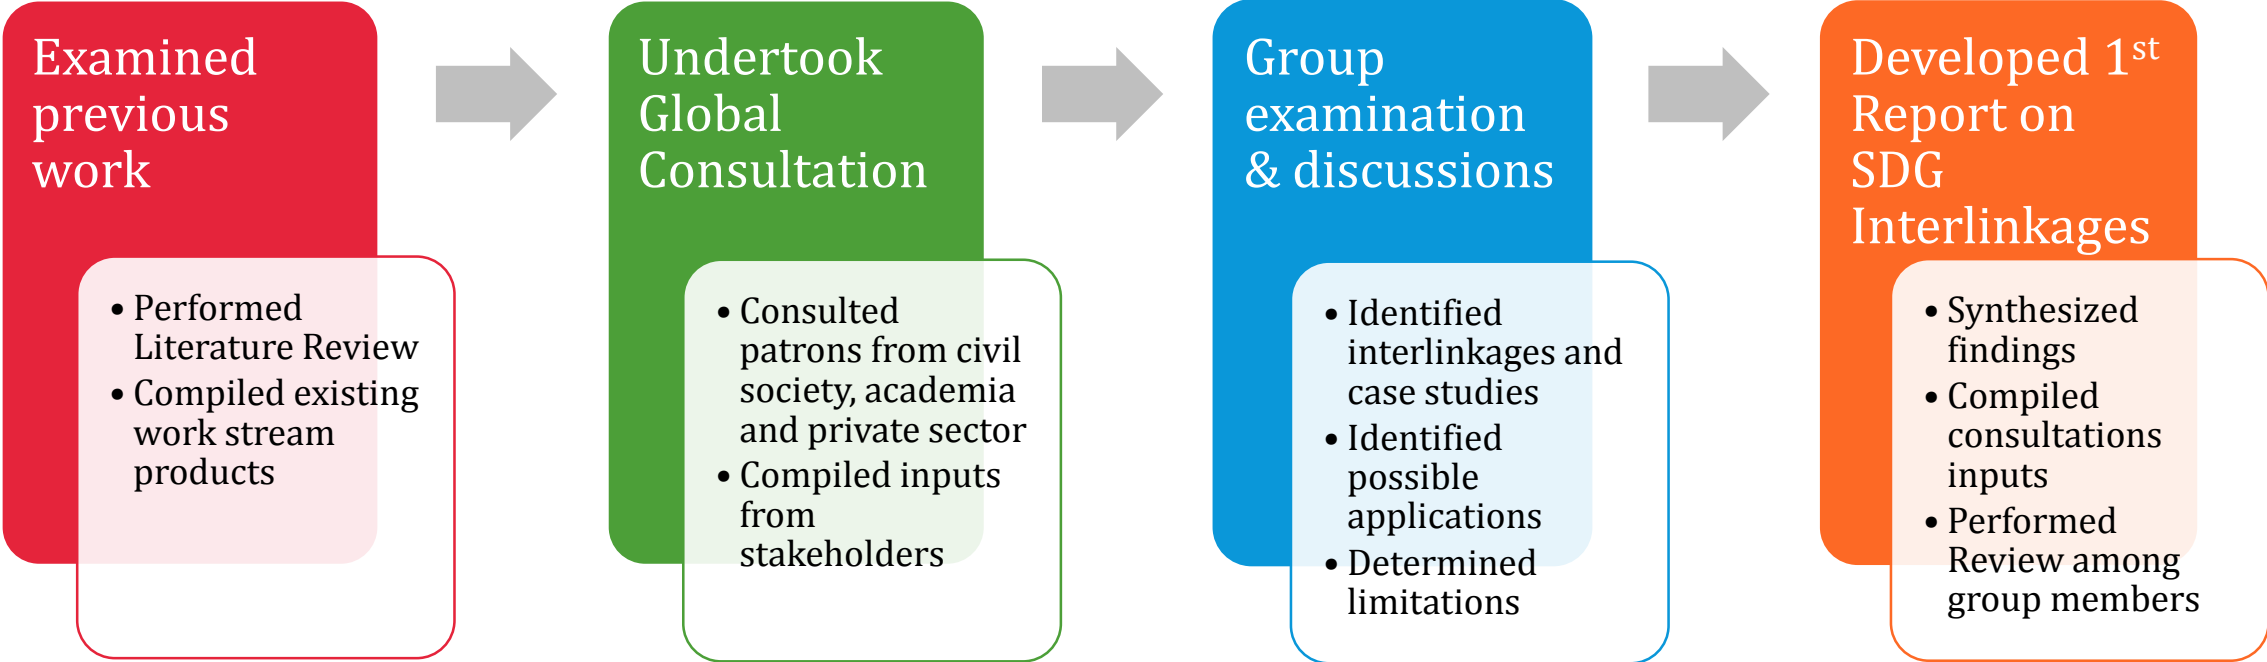 Examined
previous
work
• Performed
Literature Review
• Compiled existing
work stream
products
Undertook
Global
Consultation
• Consulted
patrons from civil
society, academia
and private sector
• Compiled inputs
from
stakeholders
Group
examination
& discussions
• Identified
interlinkages and
case studies
• Identified
possible
applications
• Determined
limitations
Developed 1st
Report on
SDG
Interlinkages
• Synthesized
findings
• Compiled
consultations
inputs
• Performed
Review among
group members